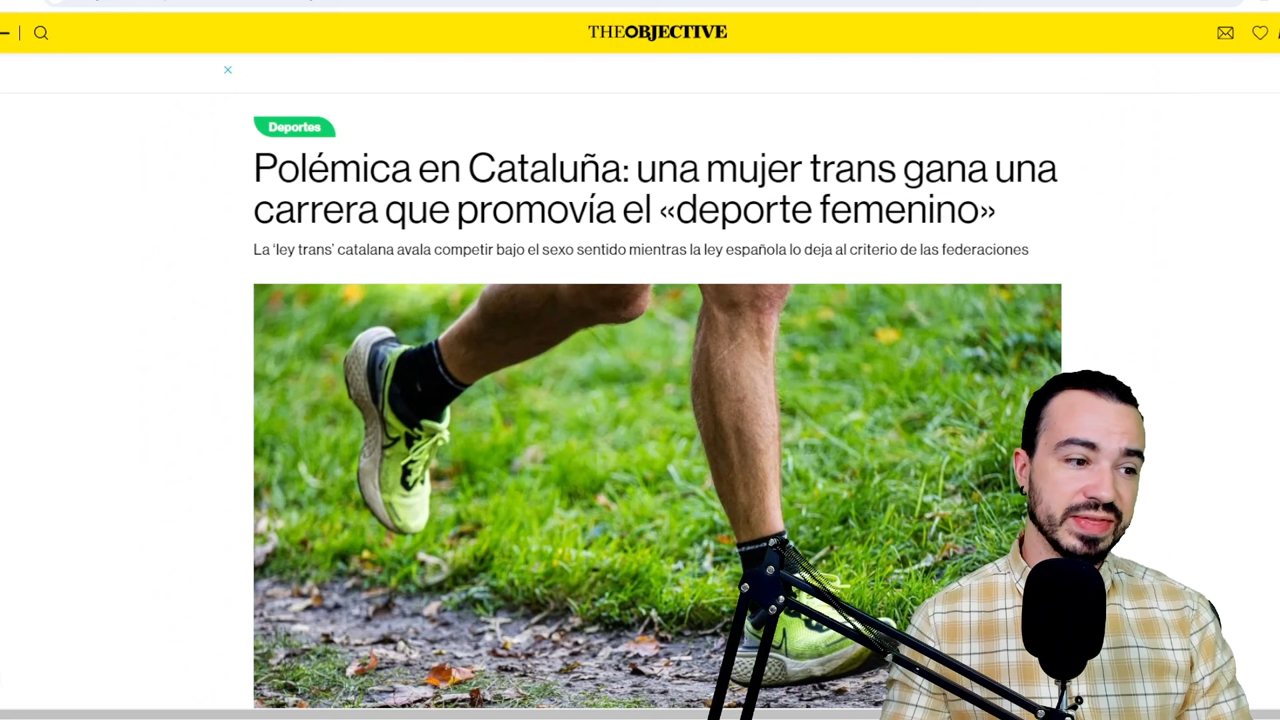 THEOBJECTIVE
Deportes
Polémica en Cataluña: una mujer trans gana una
carrera que promovía el «deporte femenino»
La ‘ley trans’ catalana avala competir bajo el sexo sentido mientras la ley española lo deja al criterio de las federaciones